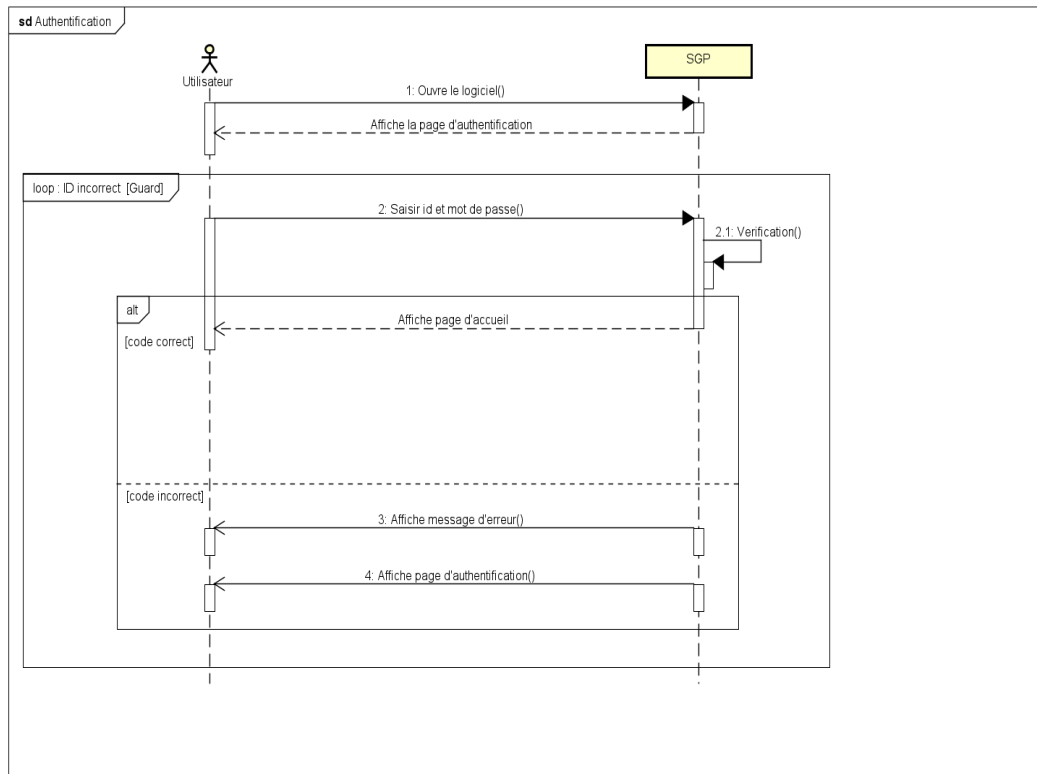 sd Authentification
Utilisateur
SGP
1: Ouvre le logiciel()
Affiche la page d'authentification
loop : ID incorrect [Guard]
2: Saisir id et mot de passe()
2.1: Verification()
alt
Affiche page d'accueil
[code correct]
[code incorrect]
3: Affiche message d'erreur()
4: Affiche page d'authentification()